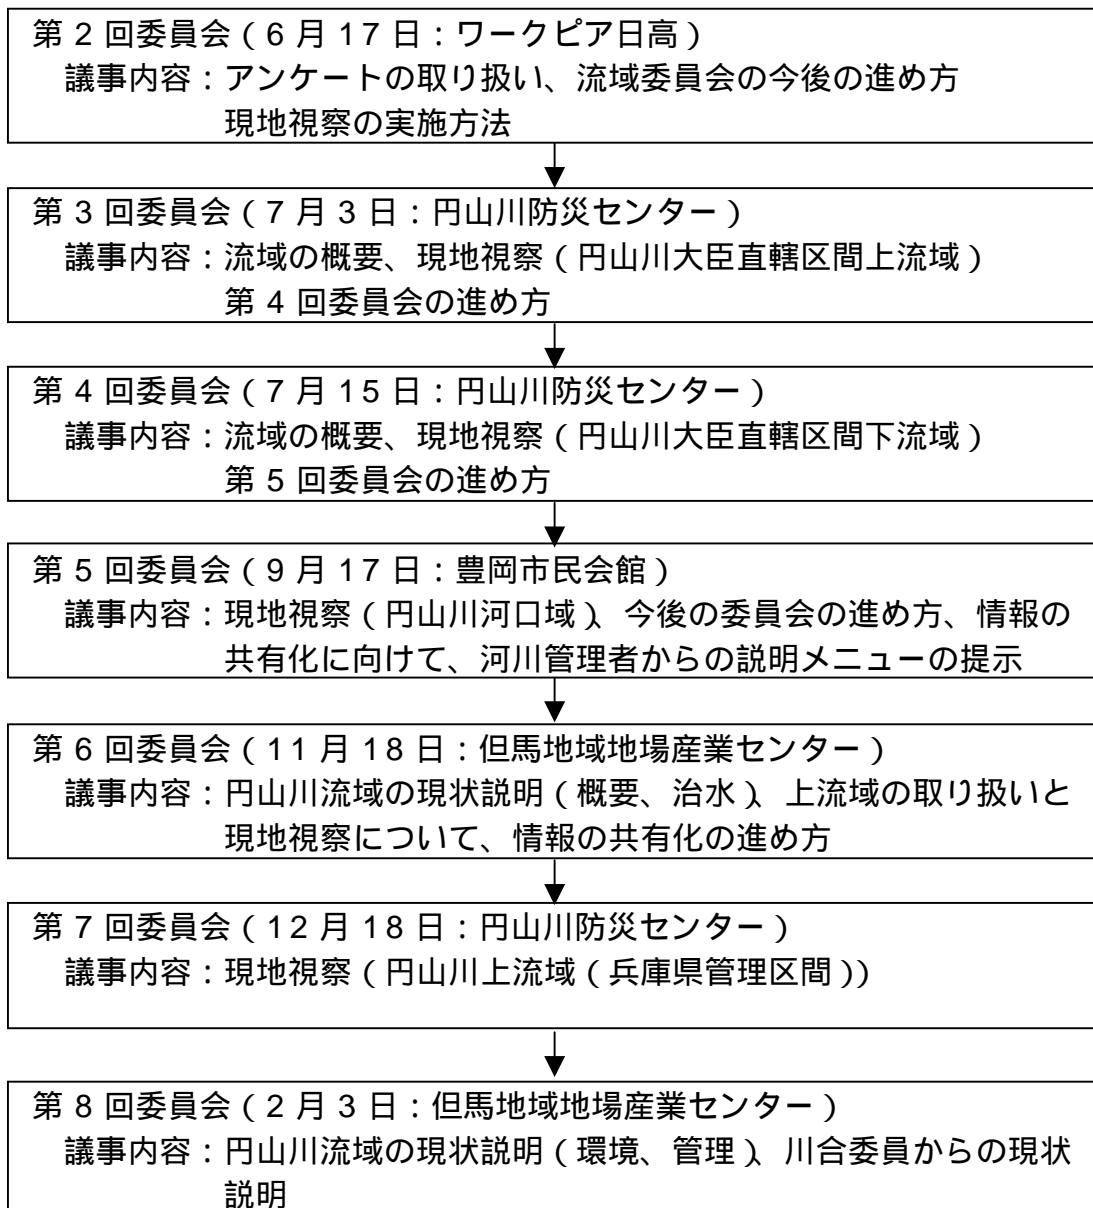 第２回委員会（６月１７日：ワークピア日高）
議事内容：アンケートの取り扱い、流域委員会の今後の進め方
現地視察の実施方法
第３回委員会（７月３日：円山川防災センター）
議事内容：流域の概要、現地視察（円山川大臣直轄区間上流域）
第４回委員会の進め方
第４回委員会（７月１５日：円山川防災センター）
議事内容：流域の概要、現地視察（円山川大臣直轄区間下流域）
第５回委員会の進め方
第５回委員会（９月１７日：豊岡市民会館）
議事内容：現地視察（円山川河口域）、今後の委員会の進め方、情報の
共有化に向けて、河川管理者からの説明メニューの提示
第６回委員会（１１月１８日：但馬地域地場産業センター）
議事内容：円山川流域の現状説明（概要、治水）、上流域の取り扱いと
現地視察について、情報の共有化の進め方
第７回委員会（１２月１８日：円山川防災センター）
議事内容：現地視察（円山川上流域（兵庫県管理区間））
第８回委員会（２月３日：但馬地域地場産業センター）
議事内容：円山川流域の現状説明（環境、管理）、川合委員からの現状
説明